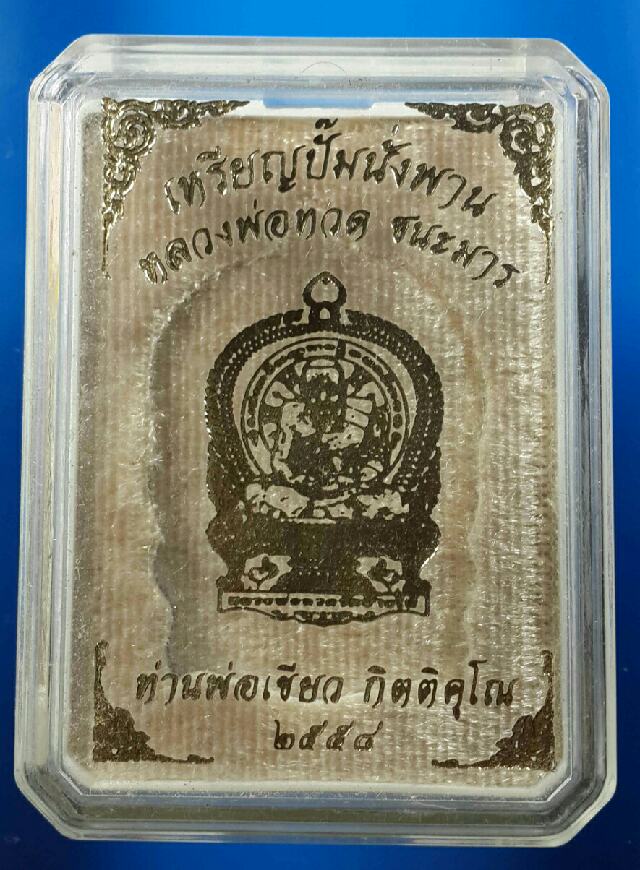 เหรียญปั๊มนั่งพาน
หลวงพ่อทวด ชนะมาร
ท่านพ่อเขียว กิตติคุโณ
๒๕๕๔